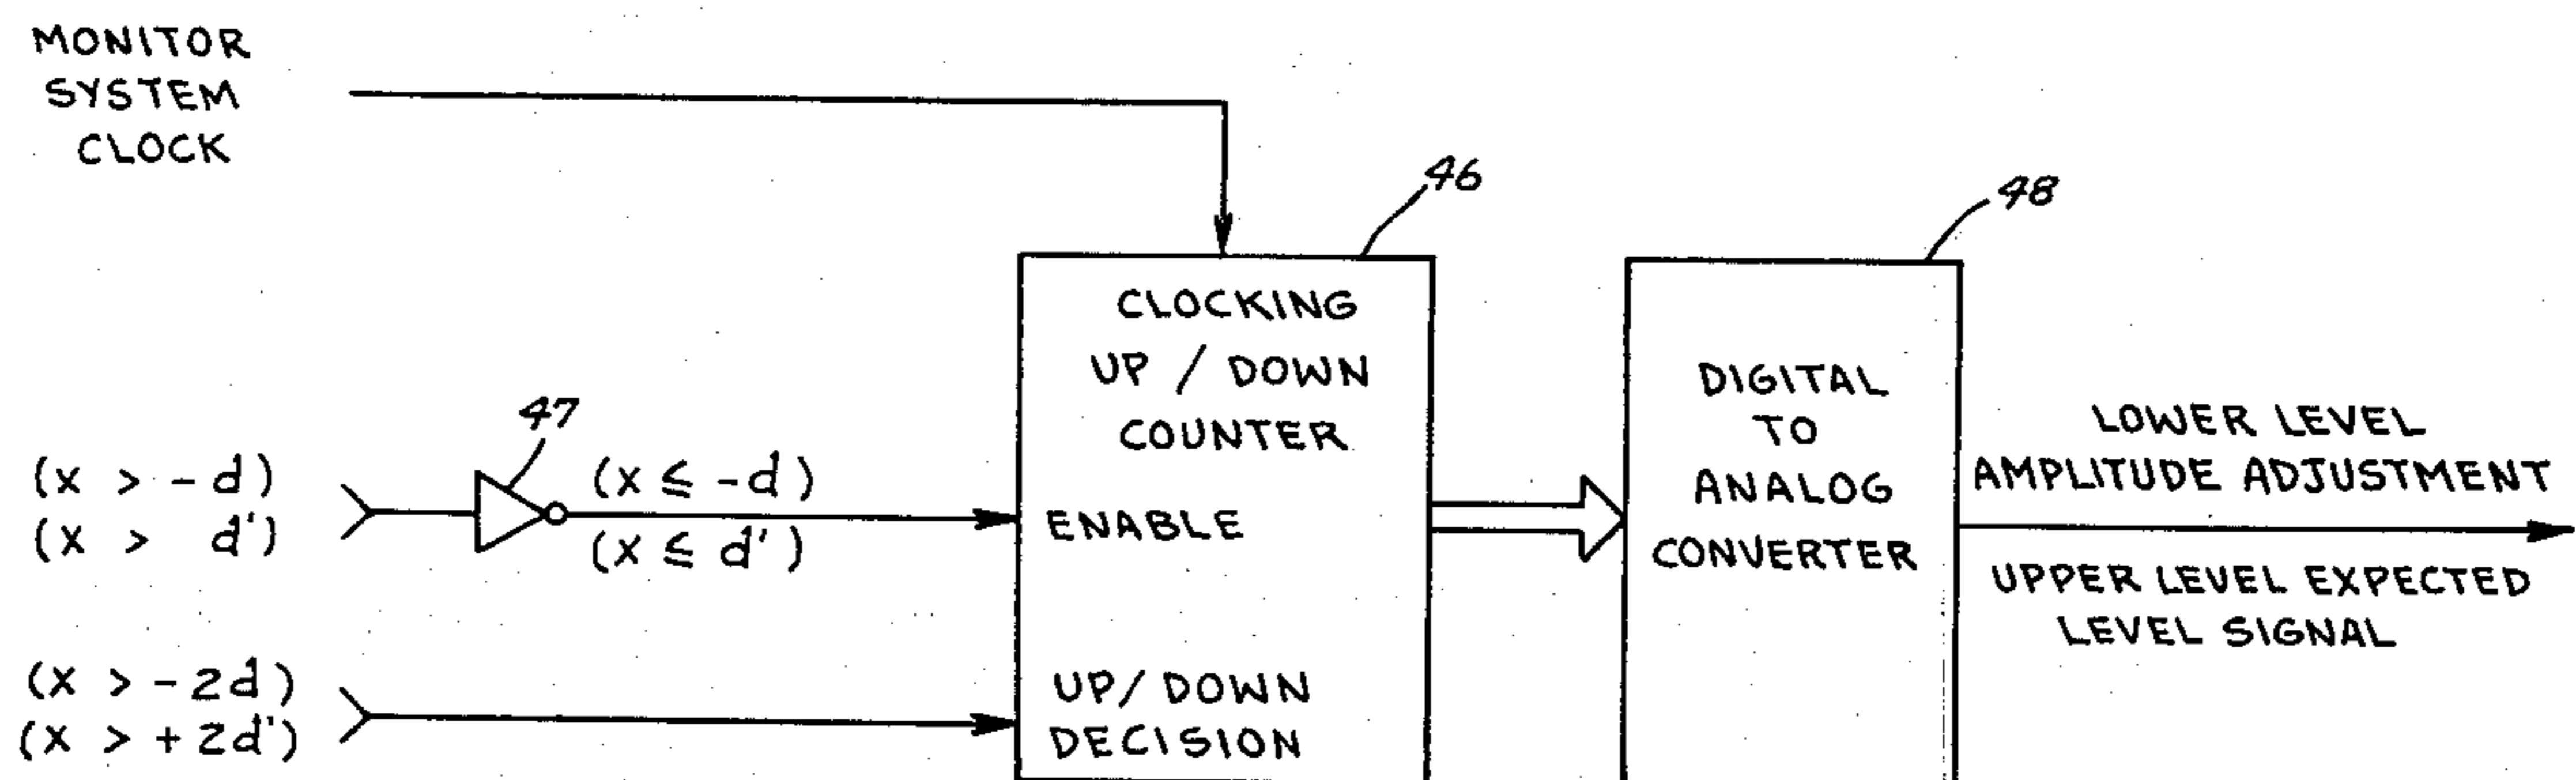 MONITOR
SYSTEM
CLOCK
46
48
CLOCKING
UP / DOWN
COUNTER
47
(x > -d)
(x > d')
(x ≤ -d)
(x ≤ d')
ENABLE
DIGITAL
TO
ANALOG
CONVERTER
LOWER LEVEL
AMPLITUDE ADJUSTMENT
UPPER LEVEL EXPECTED
LEVEL SIGNAL
(x > -2d)
(x > +2d')
UP/DOWN
DECISION